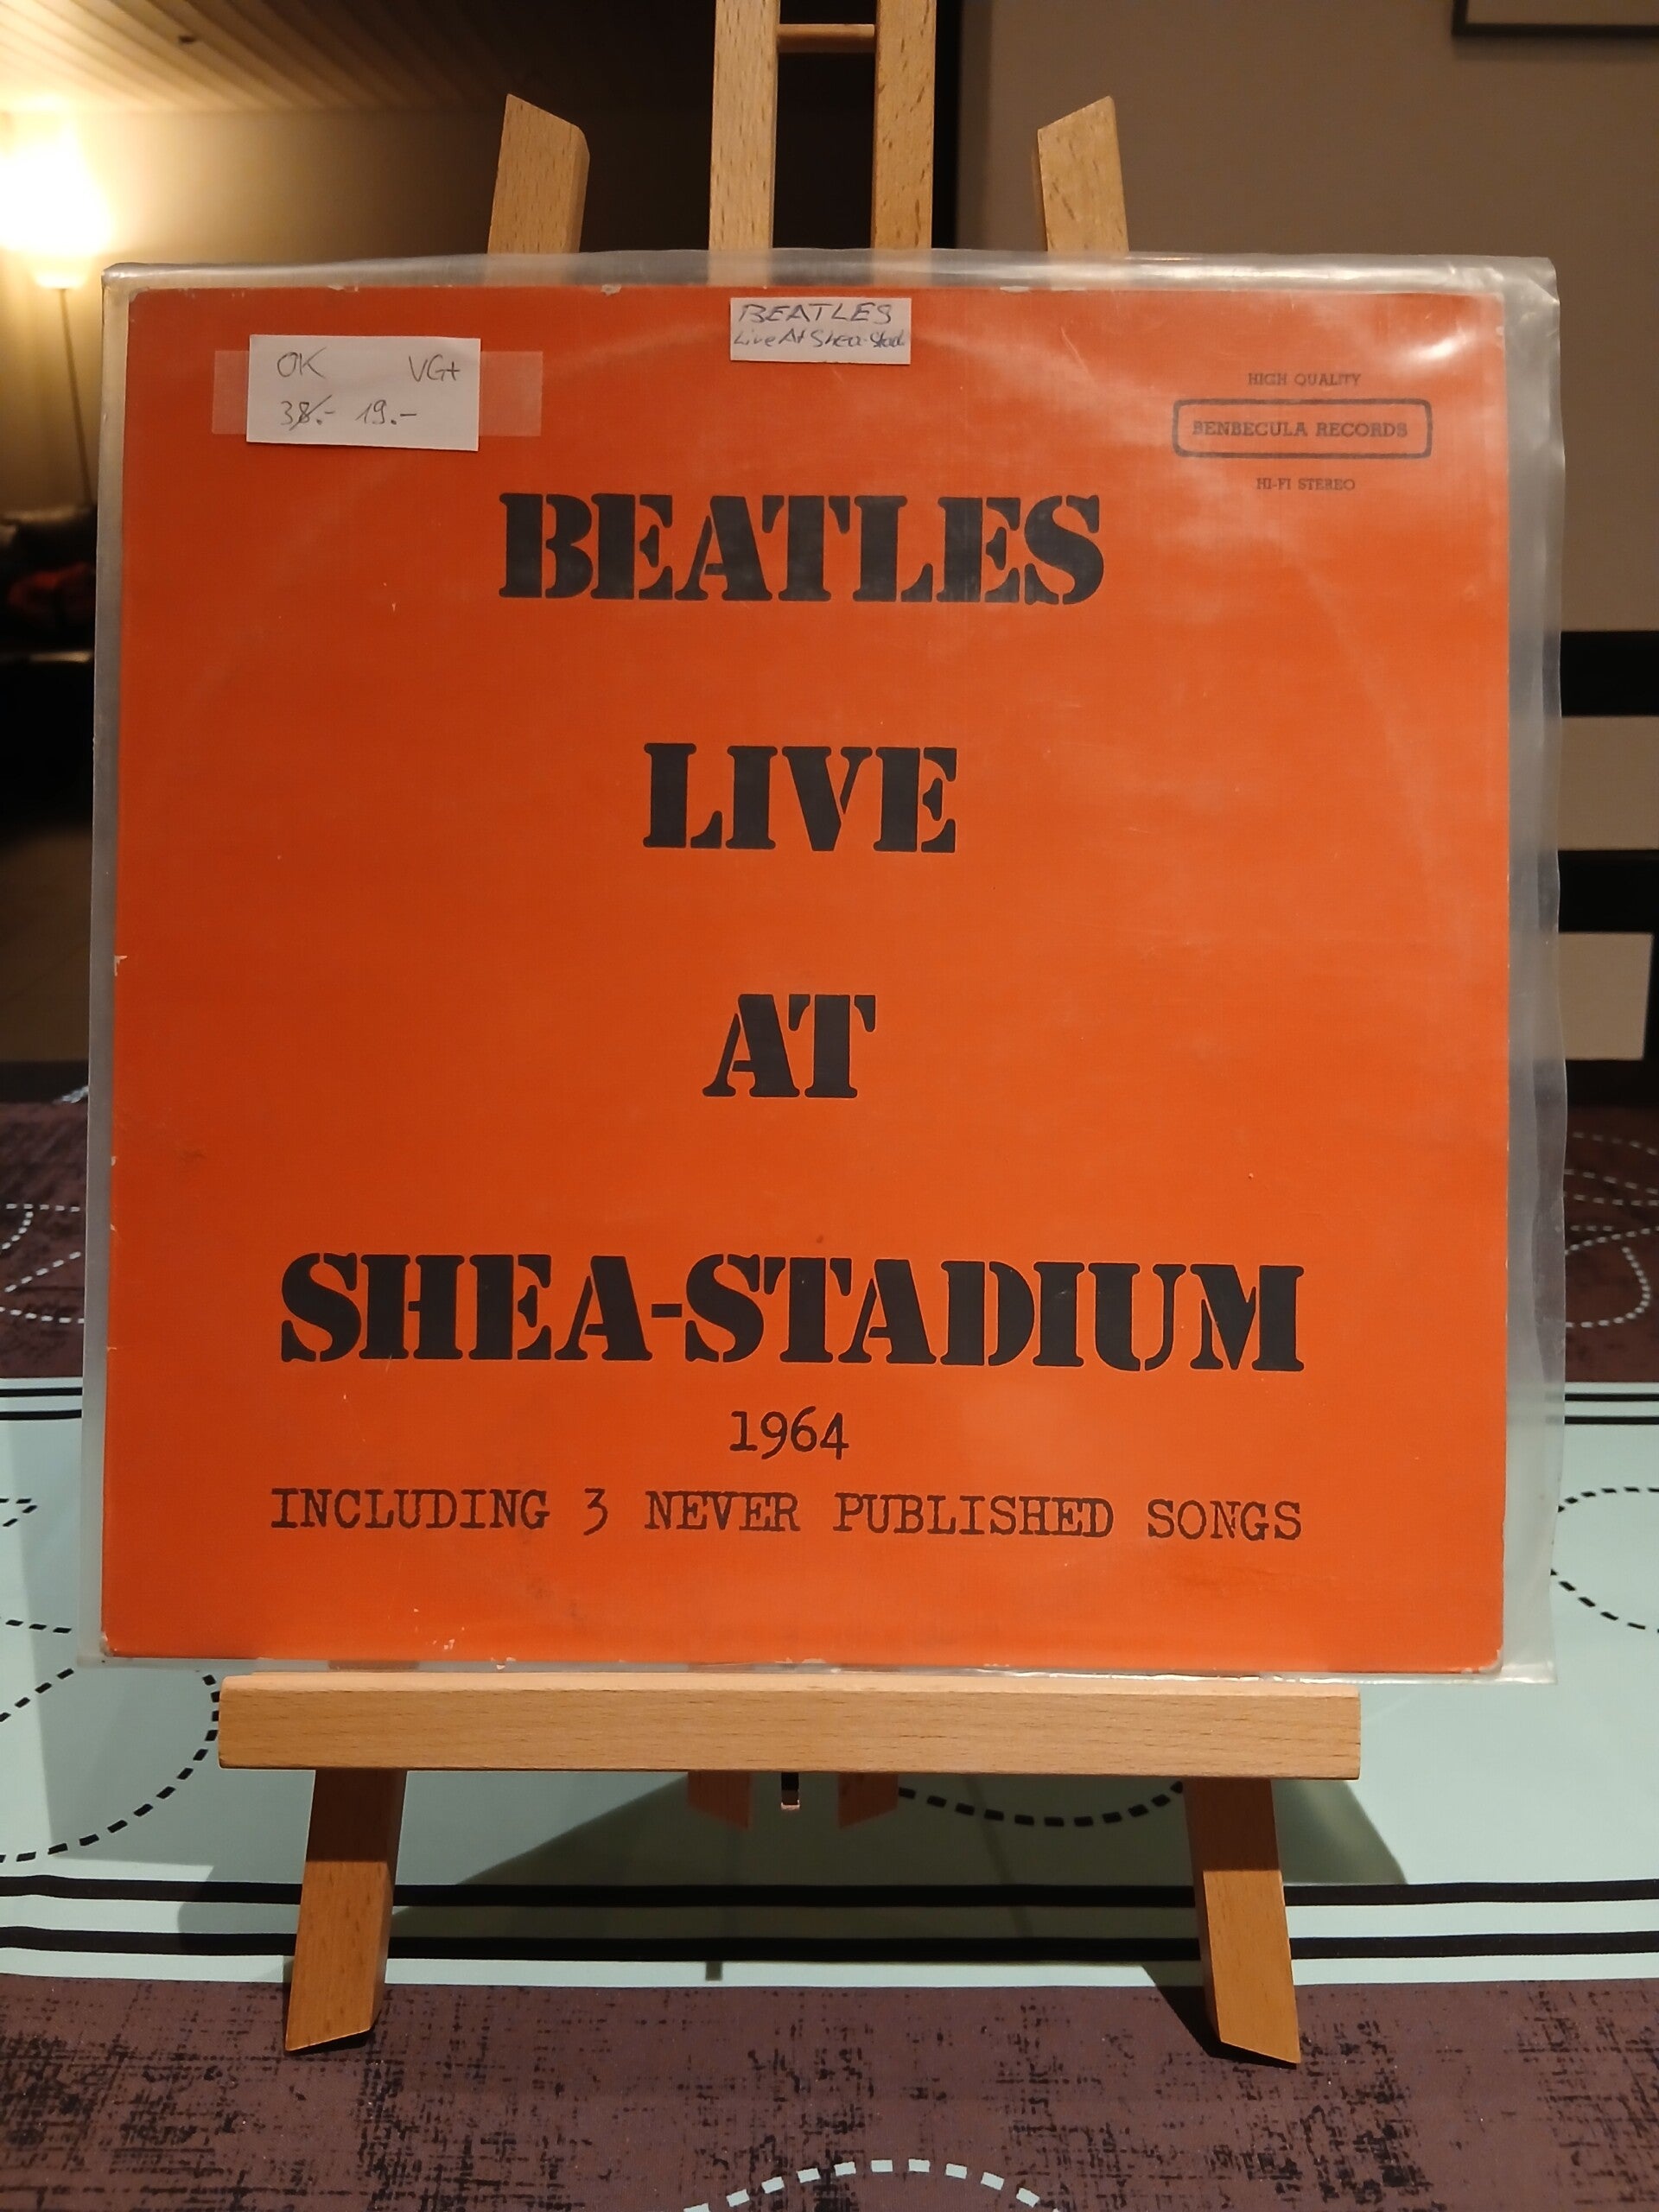 BEATLES
Live At Shea-Stad
OK VG+
38.- 19.-
HIGH QUALITY
BENBECULA RECORDS
HI-FI STEREO
BEATLES
LIVE
AT
SHEA-STADIUM
1964
INCLUDING 3 NEVER PUBLISHED SONGS